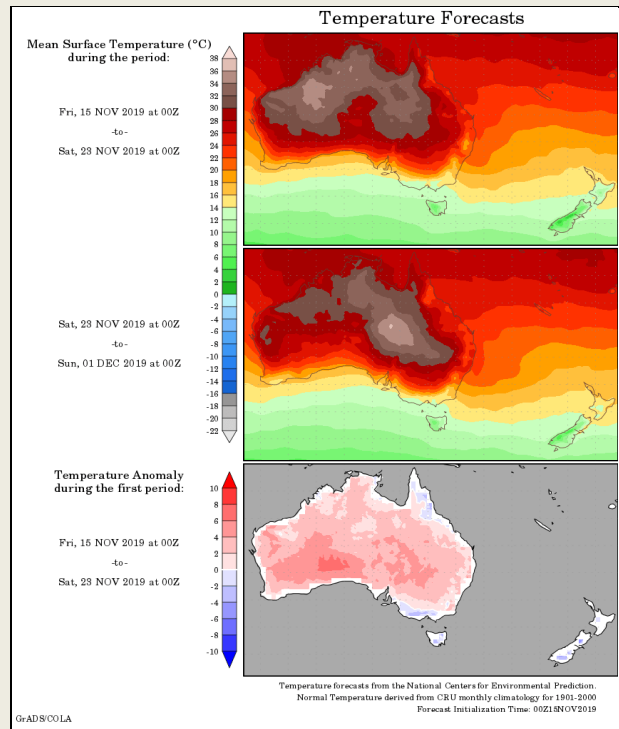 Temperature Forecasts
Mean Surface Temperature (°C)
during the period:
Fri, 15 NOV 2019 at 00Z
-to-
Sat, 23 NOV 2019 at 00Z
38
36
34
32
30
28
26
24
22
20
18
16
14
12
10
8
6
4
2
0
-2
-4
-6
-8
-10
-12
-14
-16
-18
-20
-22
Sat, 23 NOV 2019 at 00Z
-to-
Sun, 01 DEC 2019 at 00Z
Temperature Anomaly
during the first period:
Fri, 15 NOV 2019 at 00Z
-to-
Sat, 23 NOV 2019 at 00Z
10
8
6
4
2
0
-2
-4
-6
-8
-10
Temperature forecasts from the National Centers for Environmental Prediction.
Normal Temperature derived from CRU monthly climatology for 1901-2000
Forecast Initialization Time: 00Z15NOV2019
GrADS/COLA